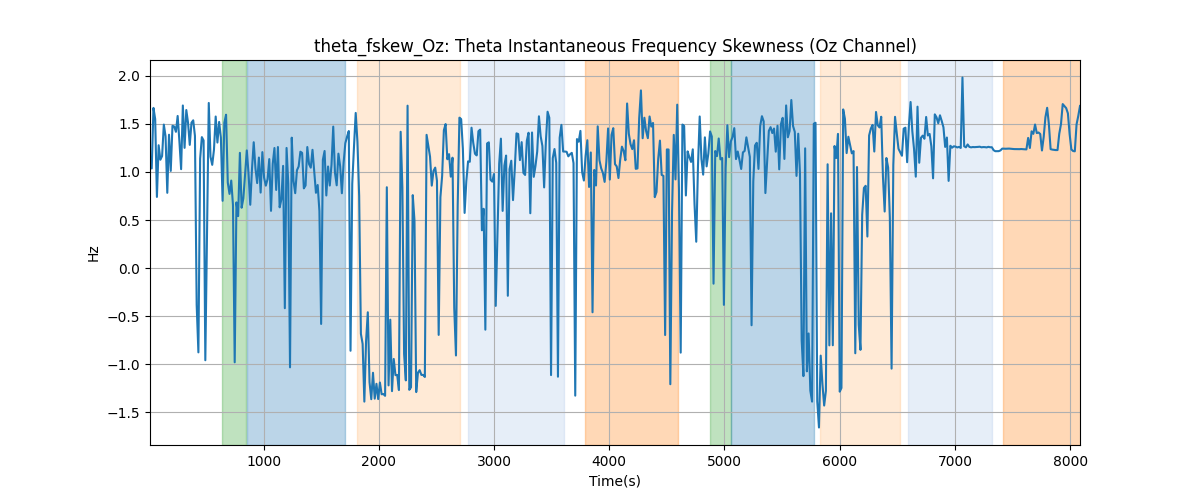 theta_fskew_Oz: Theta Instantaneous Frequency Skewness (Oz Channel)
2.0
1.5
1.0
0.5
0.0
−0.5
−1.0
−1.5
Hz
1000 2000 3000 4000 5000 6000 7000 8000
Time(s)